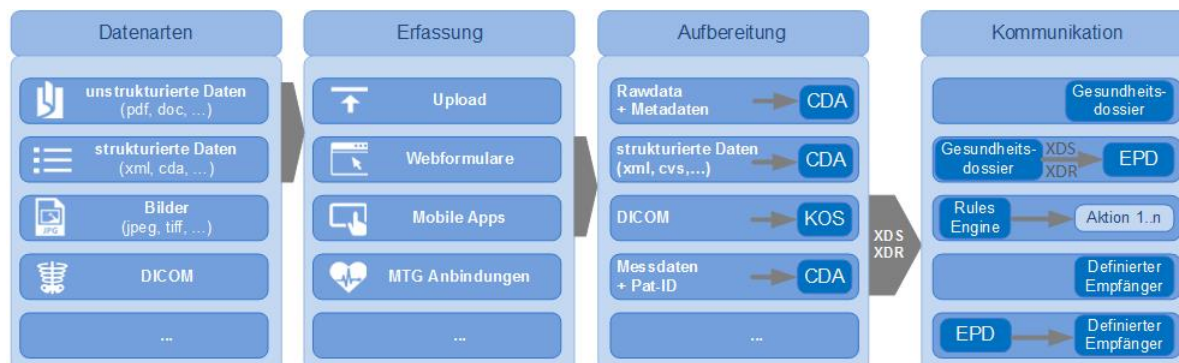 Datenarten
unstrukturierte Daten
(pdf, doc, ...)
strukturierte Daten
(xml, cda, ...)
Bilder
(jpeg, tiff, ...)
JPG
DICOM
...
Erfassung
Upload
Webformulare
Mobile Apps
MTG Anbindungen
...
Aufbereitung
Rawdata
+ Metadaten
CDA
strukturierte Daten
(xml, cvs,...)
CDA
DICOM
KOS
Messdaten
+ Pat-ID
CDA
...
XDS
XDR
Kommunikation
Gesundheits-
dossier
Gesundheits-
dossier
XDS
XDR
EPD
Rules
Engine
Aktion 1..n
Definierter
Empfänger
EPD
Definierter
Empfänger